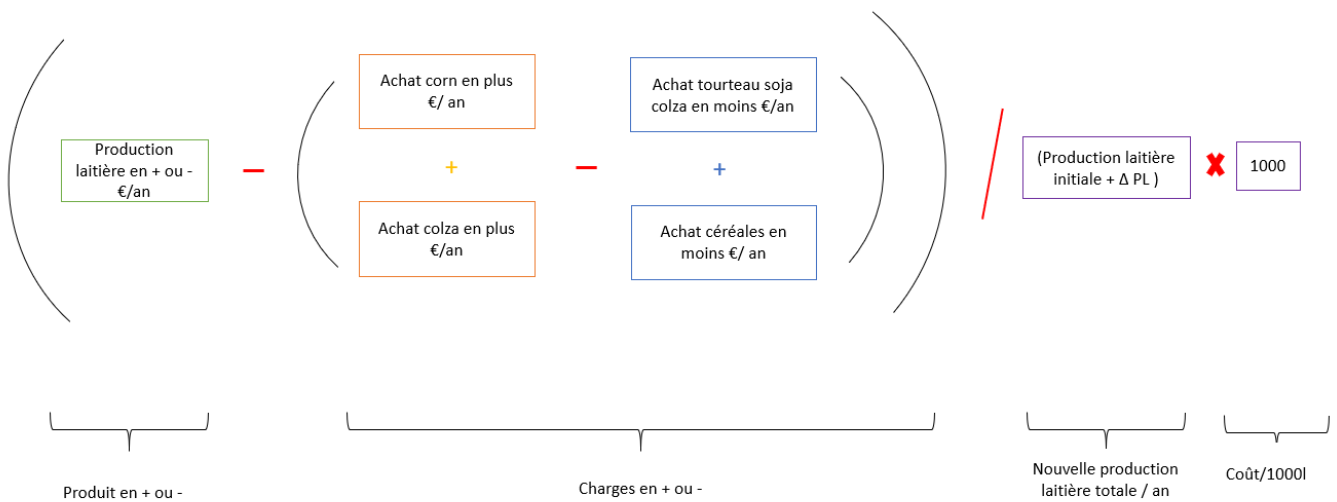 Achat corn en plus
€/ an
Achat tourteau soja
colza en moins €/an
Production
laitière en + ou -
€/an
−
+
−
+
/
(Production laitière
initiale + Δ PL )
×
1000
Achat colza en plus
€/an
Achat céréales en
moins €/ an
Produit en + ou -
Charges en + ou -
Nouvelle production
laitière totale / an
Coût/1000l